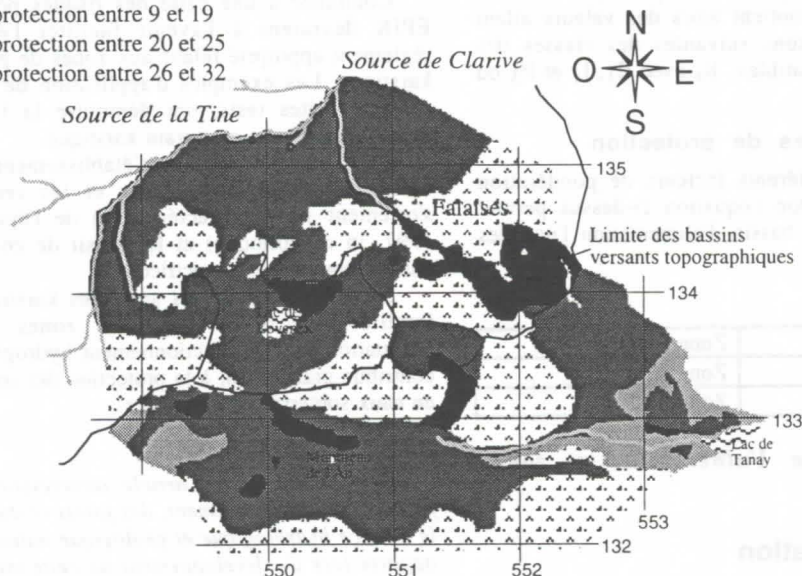 protection entre 9 et 19
protection entre 20 et 25
protection entre 26 et 32
N
O
E
S
Source de Clarive
Source de la Tine
135
Falaises
Limite des bassins
versants topographiques
134
Lac de
133
Lac de
Tanay
553
132
550
551
552